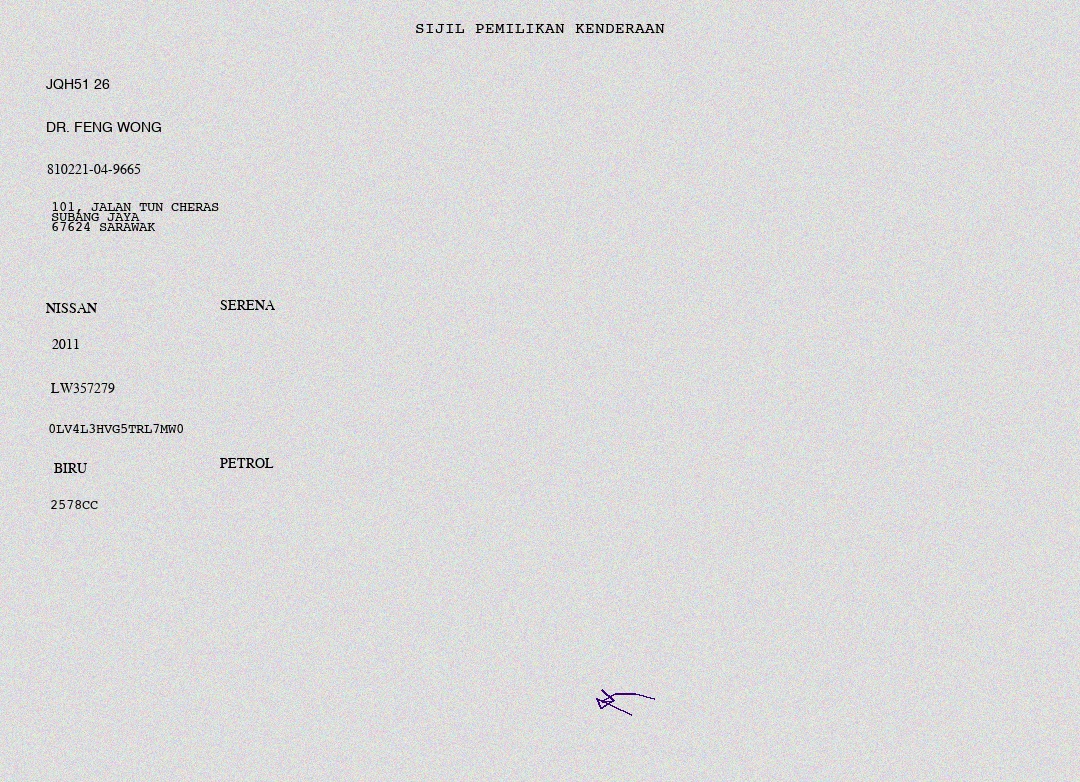 SIJIL PEMILIKAN KENDERAAN
JQH51 26
DR. FENG WONG
810221-04-9665
101, JALAN TUN CHERAS
SUBANG JAYA
67624 SARAWAK
NISSAN SERENA
2011
LW357279
0LV4L3HVG5TRL7MW0
BIRU PETROL
2578CC